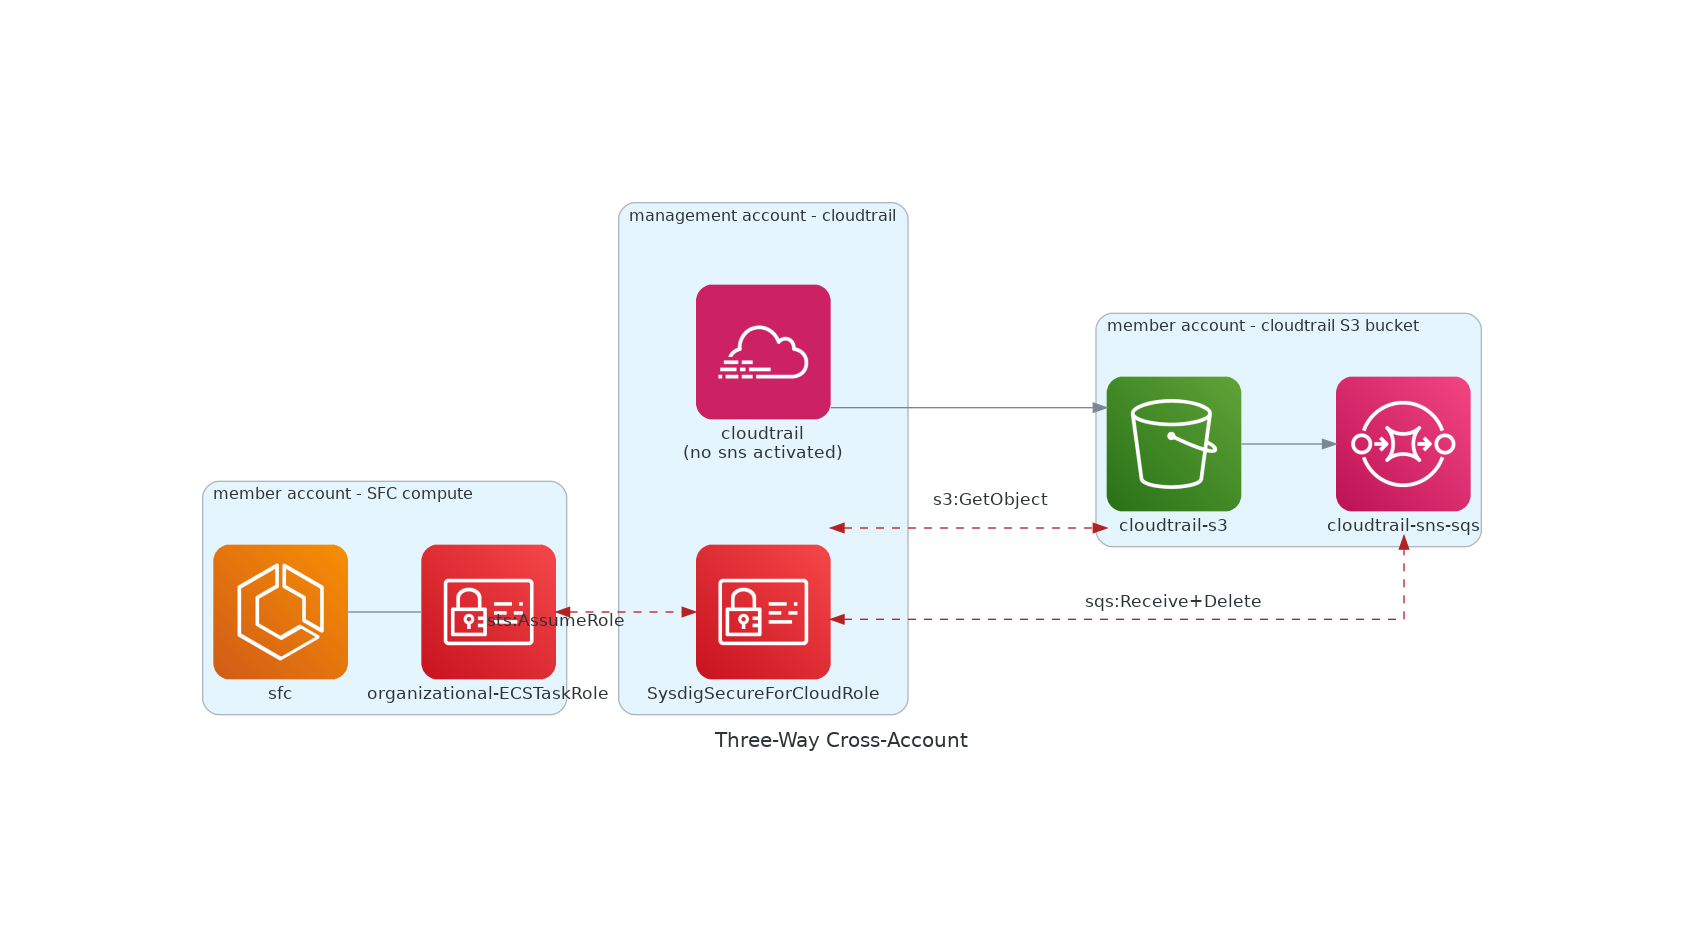 management account - cloudtrail
cloudtrail
(no sns activated)
member account - cloudtrail S3 bucket
cloudtrail-s3
cloudtrail-sns-sqs
s3:GetObject
member account - SFC compute
sfc
organizational-ECSTaskRole
sts:AssumeRole
SysdigSecureForCloudRole
sqs:Receive+Delete
Three-Way Cross-Account